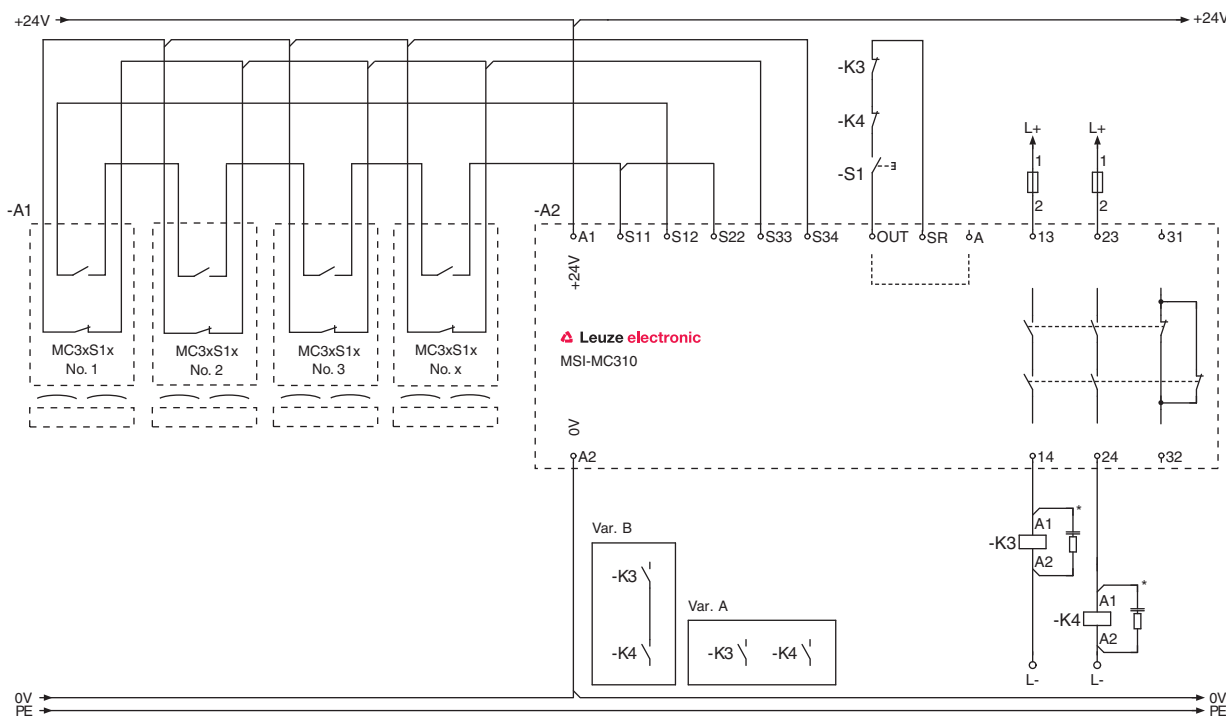 +24V
+24V
-K3
-K4
-S1
L+
L+
1
1
2
2
-A1
-A2
A1
S11
S12
S22
S33
S34
OUT
SR
A
13
23
31
+24V
Leuze electronic
MSI-MC310
MC3xS1x
No. 1
MC3xS1x
No. 2
MC3xS1x
No. 3
MC3xS1x
No. x
0V
A2
14
24
32
Var. B
-K3
-K4
Var. A
-K3
-K4
-K3
A1
A2
*
-K4
A1
A2
*
L-
L-
0V
0V
PE
PE